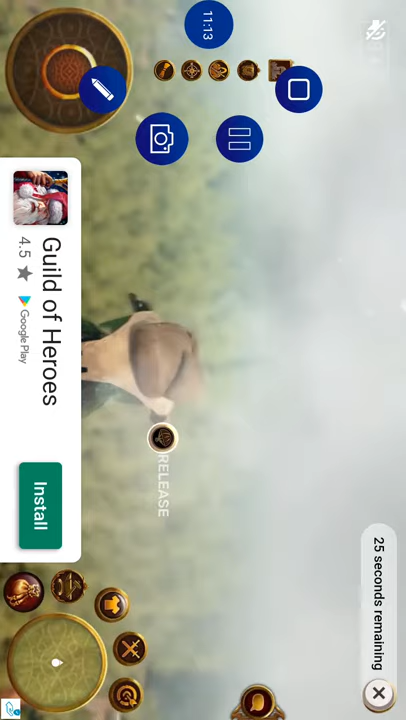 11:13
Guild of Heroes
4.5
Google Play
Install
RELEASE
25 seconds remaining